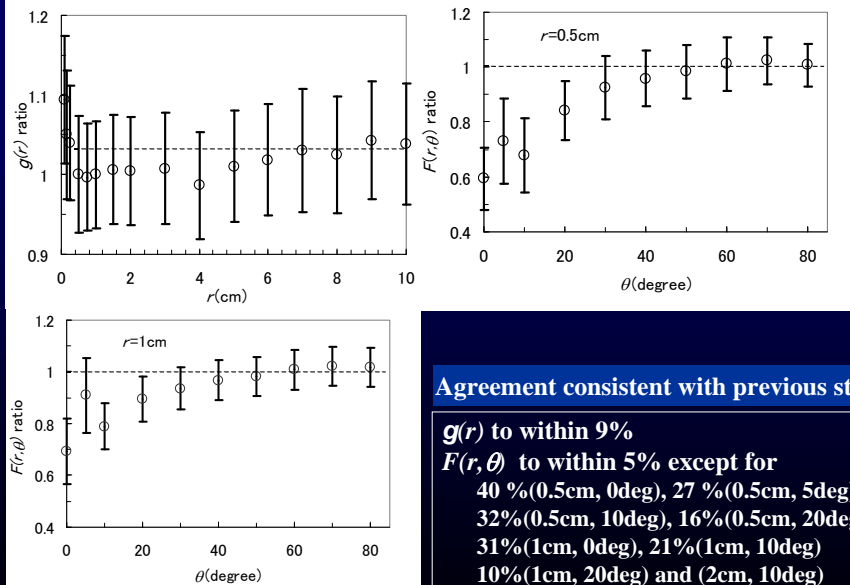 1.2
1.1
1
0.9
g(r) ratio
0 2 4 6 8 10
r(cm)
1.2
1
0.8
0.6
0.4
F(r,θ) ratio
r=0.5cm
0 20 40 60 80
θ(degree)
1.2
1
0.8
0.6
0.4
F(r,θ) ratio
r=1cm
0 20 40 60 80
θ(degree)
Agreement consistent with previous st
g(r) to within 9%
F(r,θ) to within 5% except for
40 %(0.5cm, 0deg), 27 %(0.5cm, 5deg)
32%(0.5cm, 10deg), 16%(0.5cm, 20deg
31%(1cm, 0deg), 21%(1cm, 10deg)
10%(1cm, 20deg) and (2cm, 10deg)